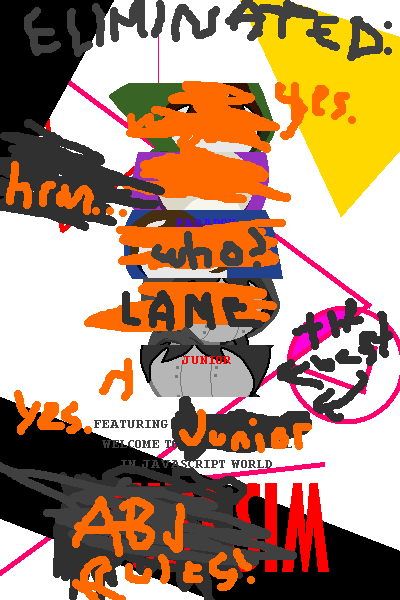 ELIMINATED:
yes.
hrm...
who?
LAME
the
best
JUNIOR
yes.
FEATURING Junior
WELCOME TO
IN JAVASCRIPT WORLD
ABJ
Rules!